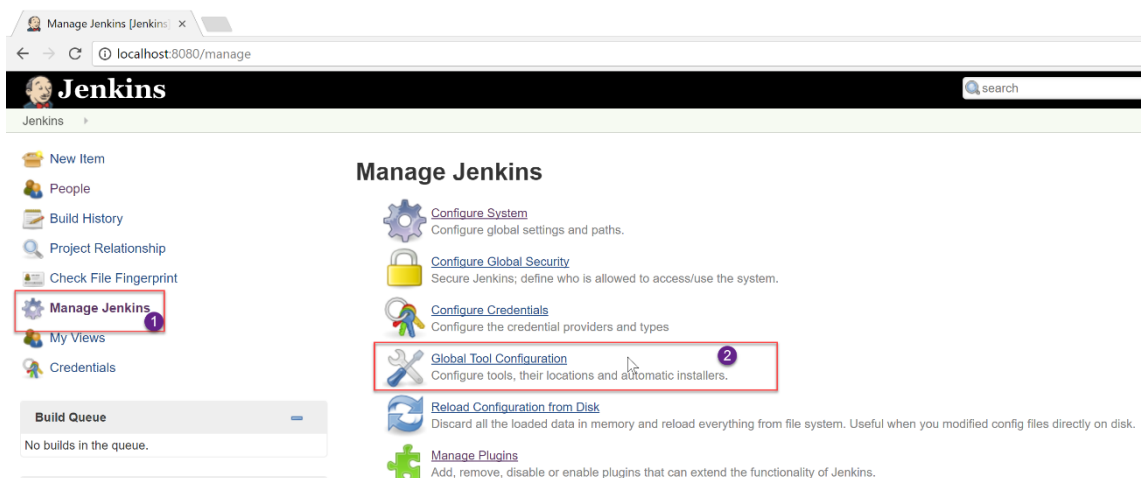 Manage Jenkins [Jenkins]
localhost:8080/manage
Jenkins
search
Jenkins
New Item
People
Build History
Project Relationship
Check File Fingerprint
Manage Jenkins
1
My Views
Credentials
Build Queue
No builds in the queue.
Manage Jenkins
Configure System
Configure global settings and paths.
Configure Global Security
Secure Jenkins; define who is allowed to access/use the system.
Configure Credentials
Configure the credential providers and types
Global Tool Configuration
2
Configure tools, their locations and automatic installers.
Reload Configuration from Disk
Discard all the loaded data in memory and reload everything from file system. Useful when you modified config files directly on disk.
Manage Plugins
Add, remove, disable or enable plugins that can extend the functionality of Jenkins.